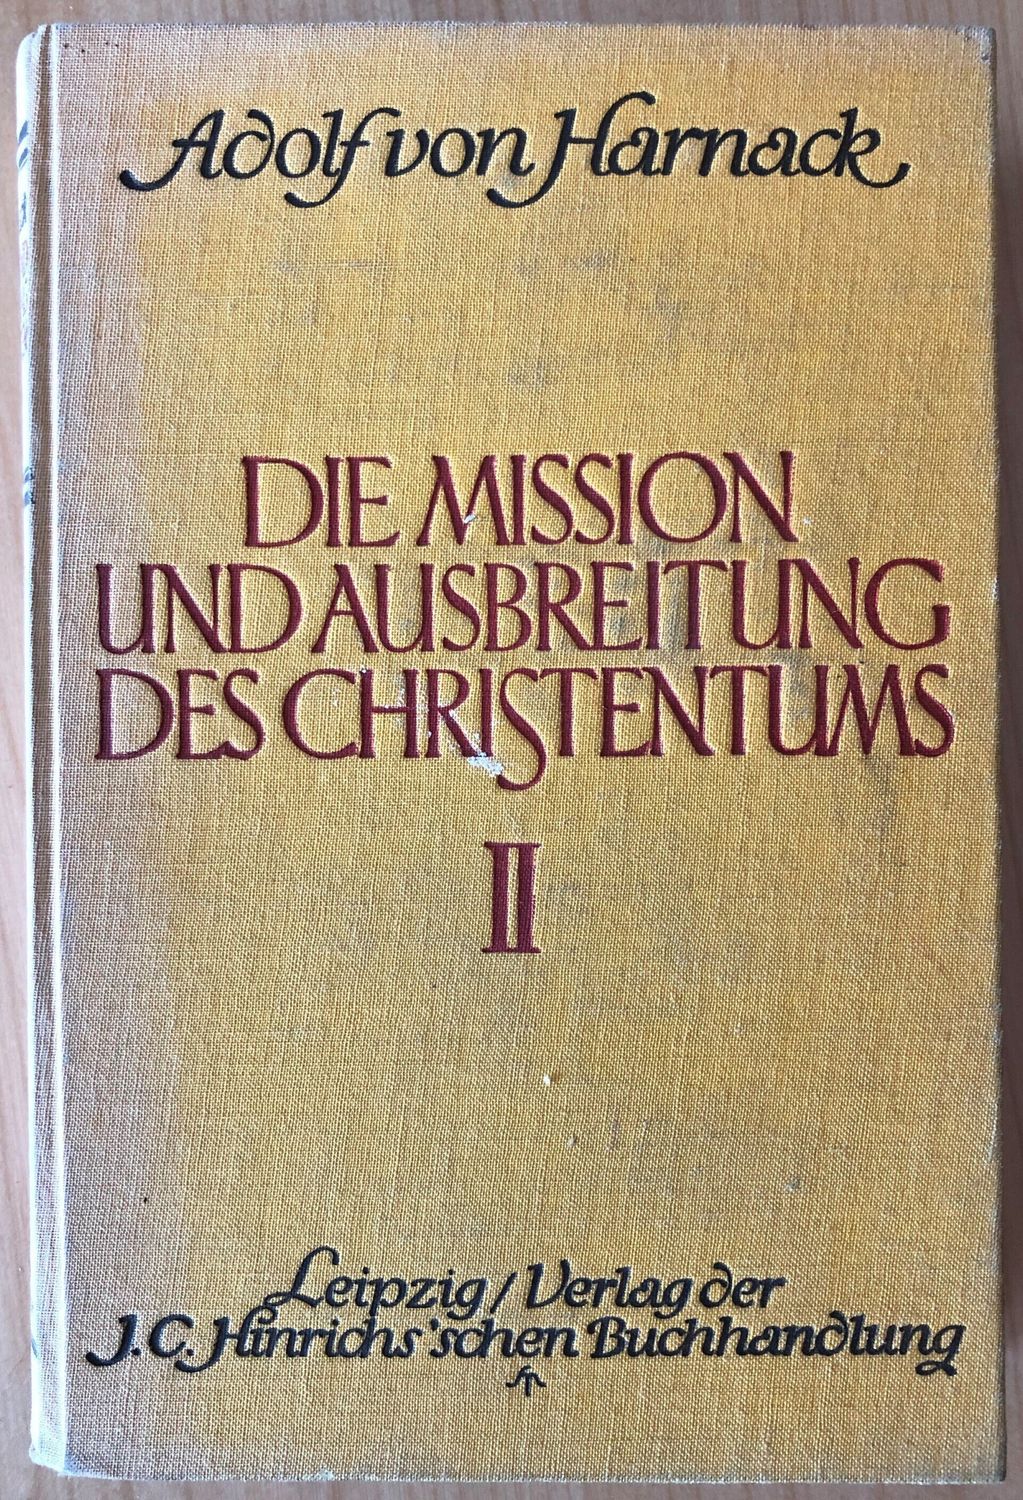 Adolf von Harnack
DIE MISSION
UND AUSBREITUNG
DES CHRISTENTUMS
II
Leipzig / Verlag der
J. C. Hinrichs'schen Buchhandlung